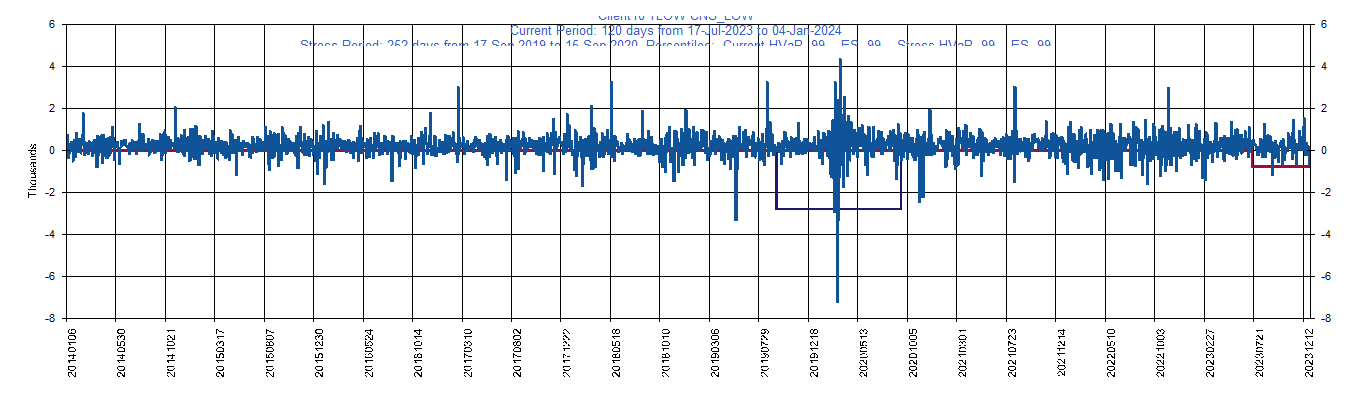 Current Period: 120 days from 17-Jul-2023 to 04-Jan-2024
Stress Period: 252 days from 17-Sep-2019 to 15-Sep-2020 Percentiles: Current HVaR 99 ES 99 Stress HVaR 99 ES 99
6 6
4 4
2 2
0 0
Thousands
-2 -2
-4 -4
-6 -6
-8 -8
20140106 20140530 20141021 20150317 20150807 20151230 20160524 20161014 20170310 20170802 20171222 20180518 20181010 20190306 20190729 20191218 20200513 20201005 20210301 20210723 20211214 20220510 20221003 20230227 20230721 20231212